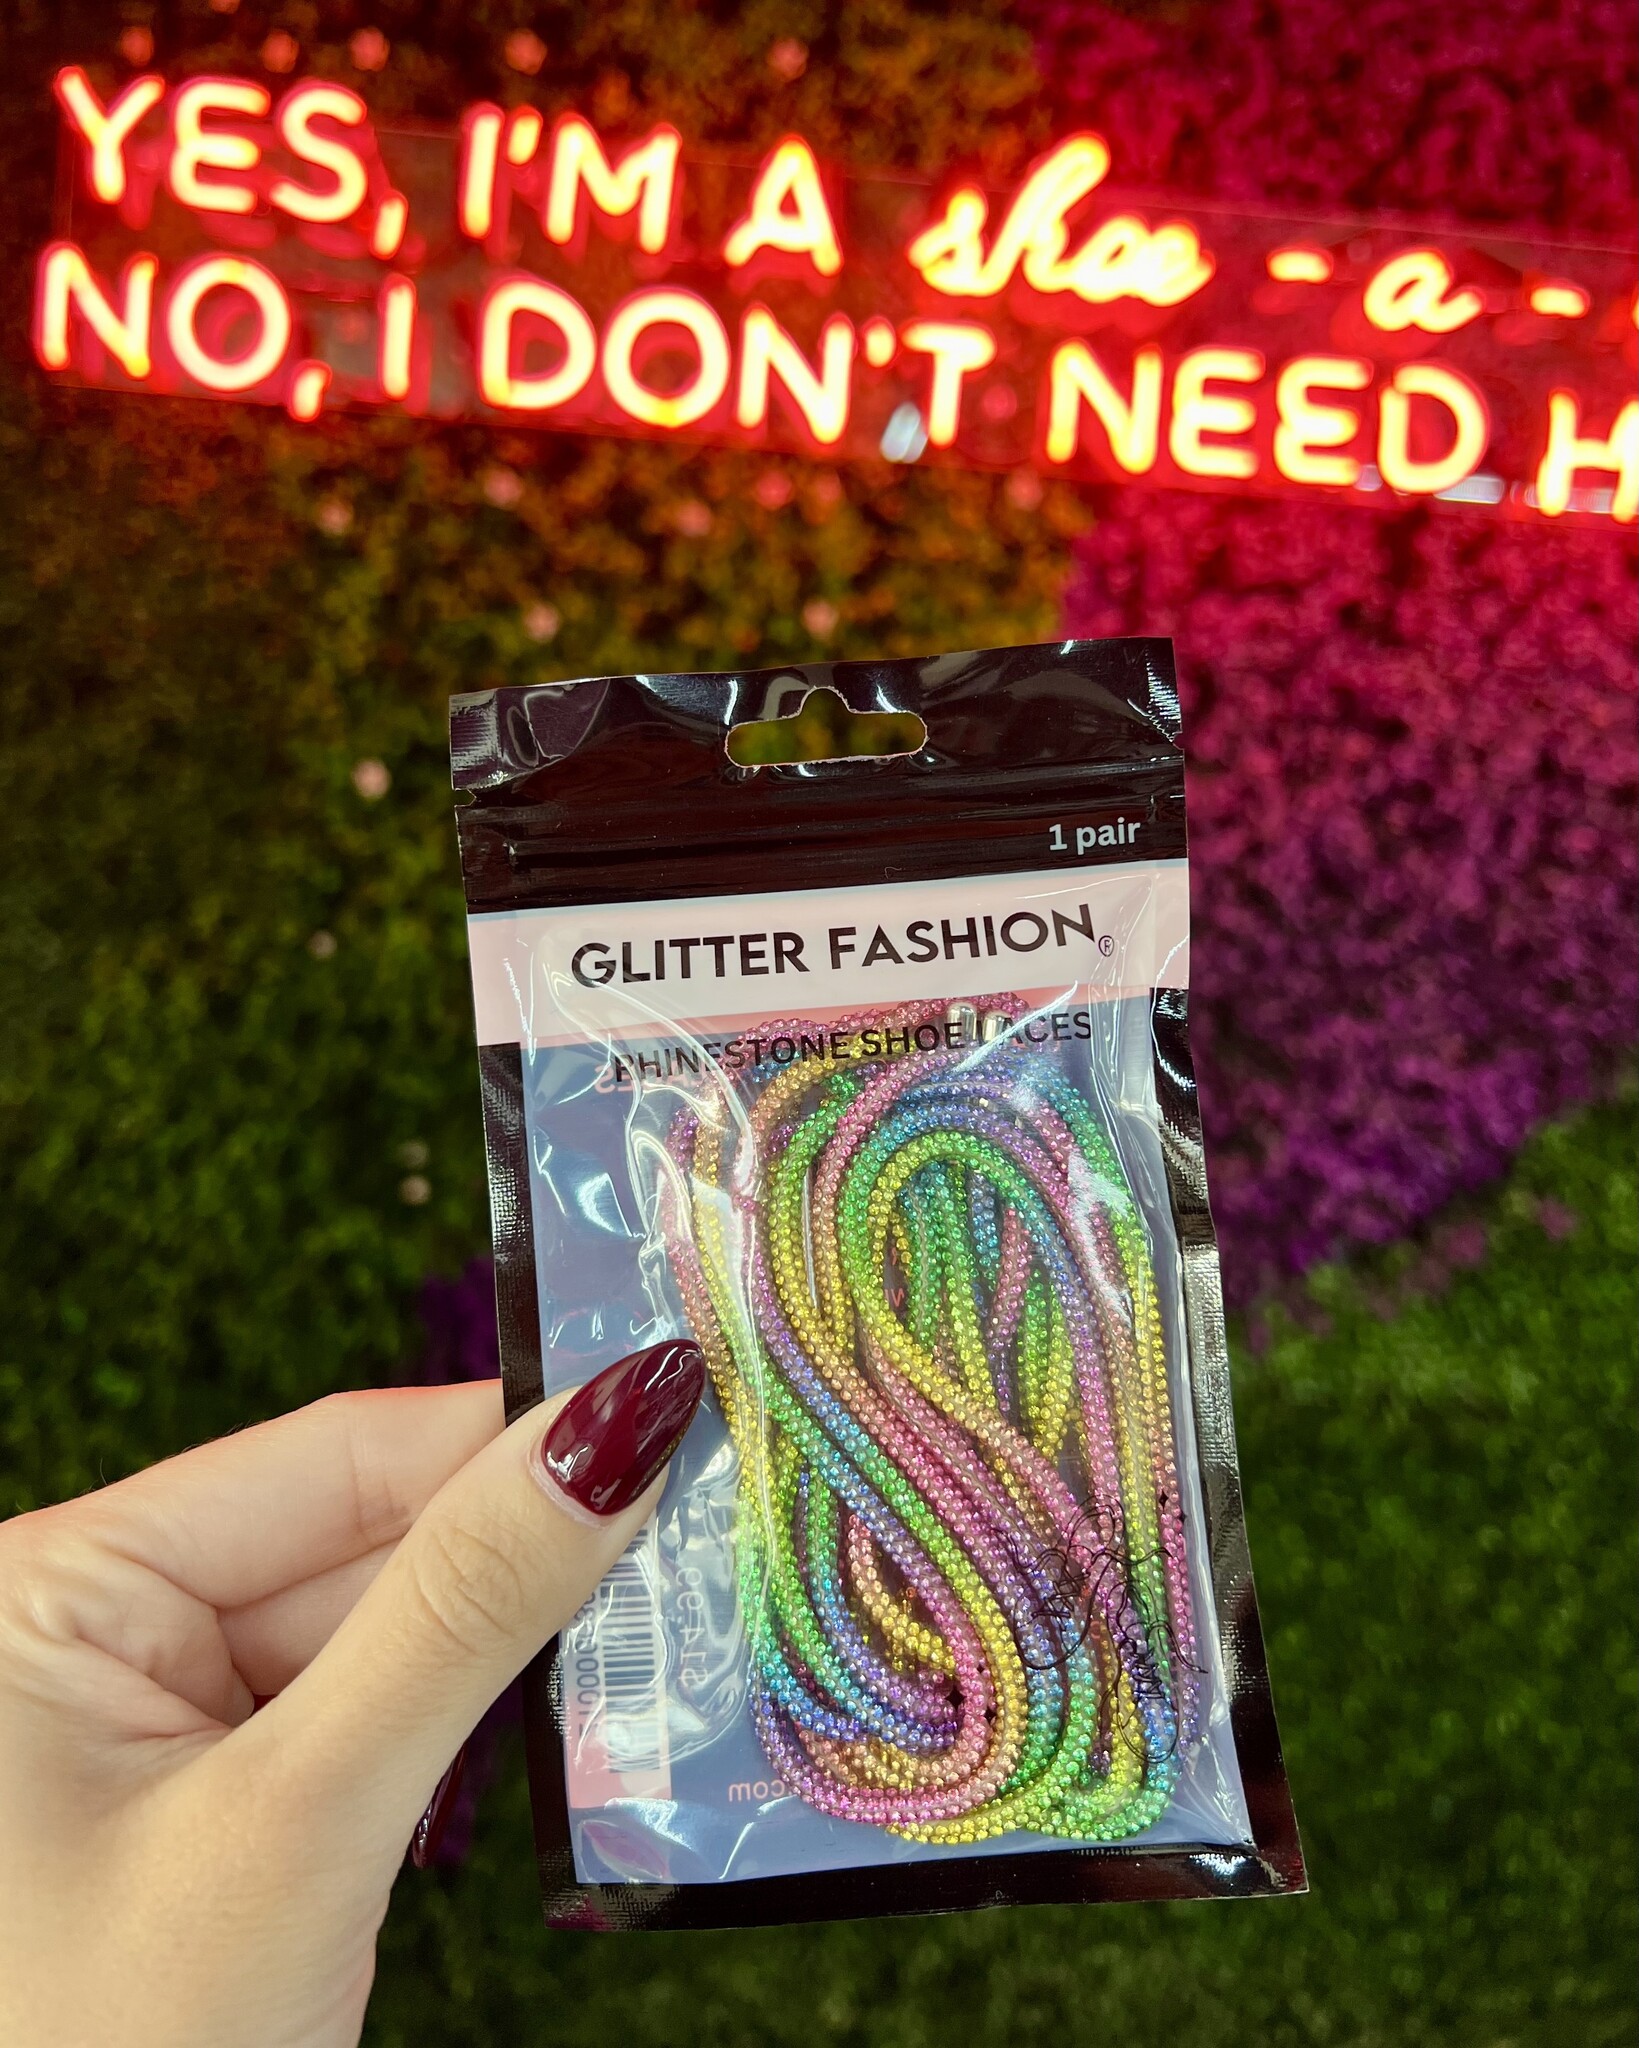 YES, I'M A shoe-a-
NO, I DON'T NEED H
1 pair
GLITTER FASHION®
RHINESTONE SHOE LACES